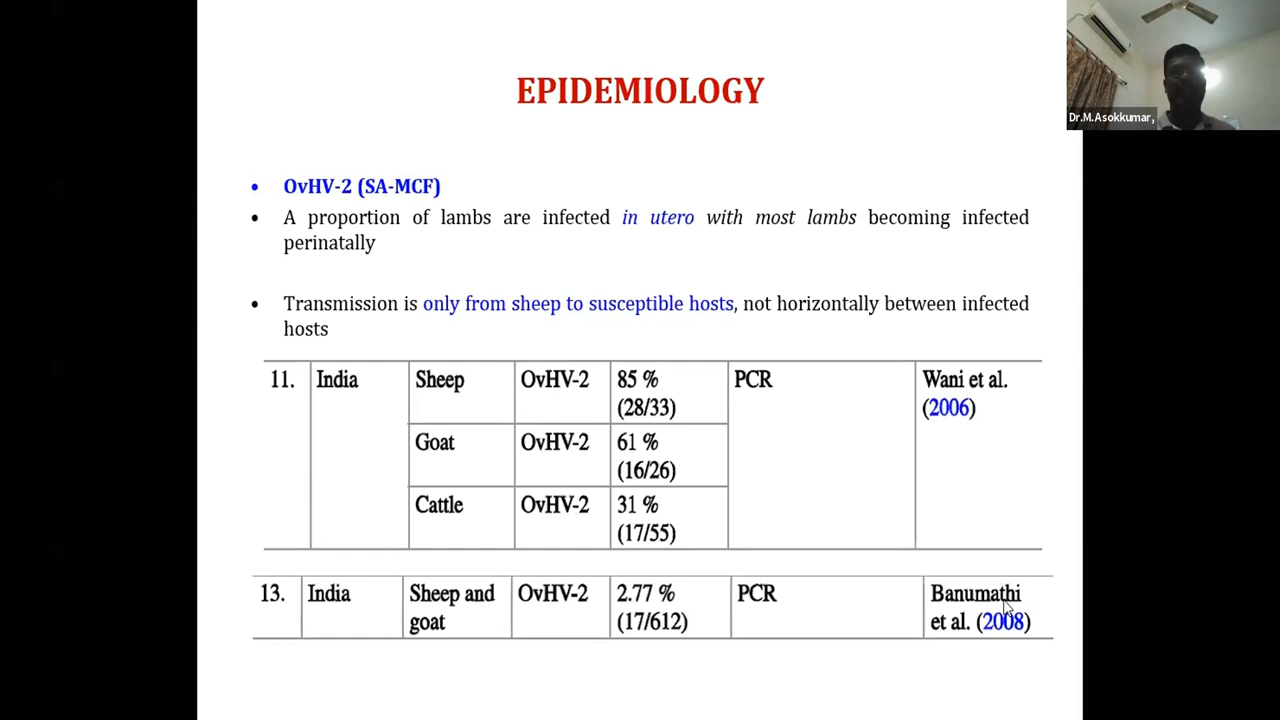 EPIDEMIOLOGY
Dr.M.Asokkumar,
• OvHV-2 (SA-MCF)
• A proportion of lambs are infected in utero with most lambs becoming infected
perinatally
• Transmission is only from sheep to susceptible hosts, not horizontally between infected
hosts
11. India Sheep OvHV-2 85 % PCR Wani et al.
(28/33) (2006)
Goat OvHV-2 61 %
(16/26)
Cattle OvHV-2 31 %
(17/55)
13. India Sheep and OvHV-2 2.77 % PCR Banumathi
goat (17/612) et al. (2008)